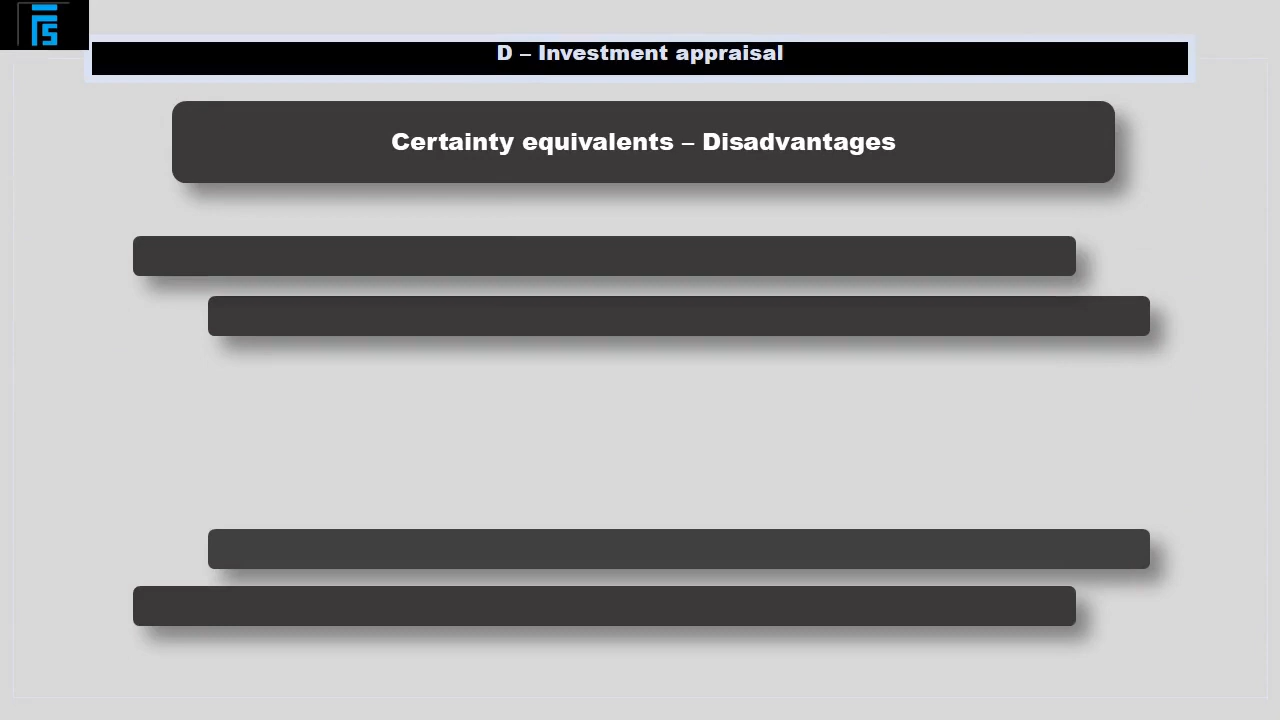 D – Investment appraisal
Certainty equivalents – Disadvantages